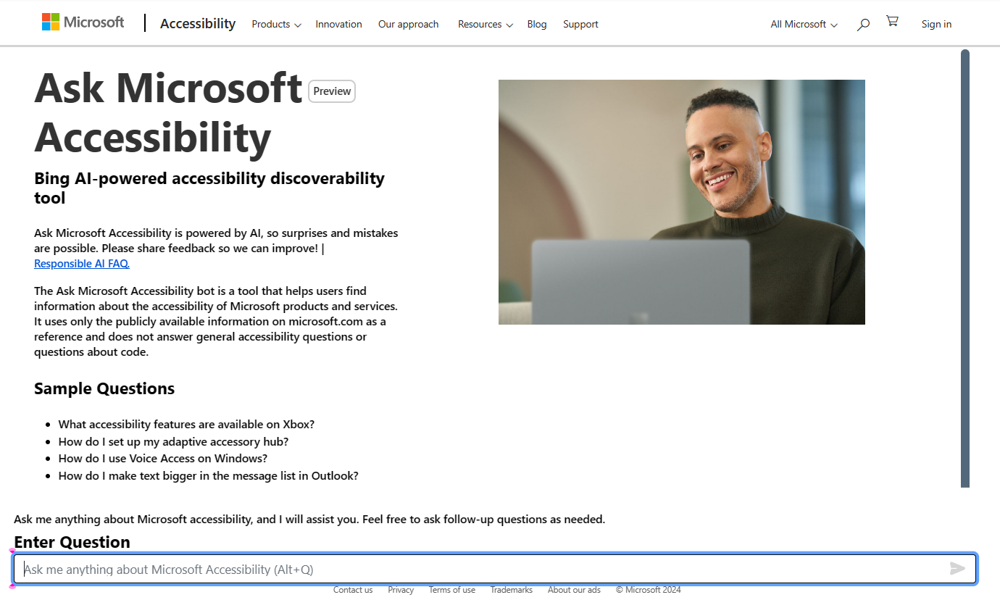 Microsoft
Accessibility
Products
Innovation
Our approach
Resources
Blog
Support
All Microsoft
Sign in
Ask Microsoft Preview
Accessibility
Bing AI-powered accessibility discoverability
tool
Ask Microsoft Accessibility is powered by AI, so surprises and mistakes
are possible. Please share feedback so we can improve! |
Responsible AI FAQ.
The Ask Microsoft Accessibility bot is a tool that helps users find
information about the accessibility of Microsoft products and services.
It uses only the publicly available information on microsoft.com as a
reference and does not answer general accessibility questions or
questions about code.
Sample Questions
• What accessibility features are available on Xbox?
• How do I set up my adaptive accessory hub?
• How do I use Voice Access on Windows?
• How do I make text bigger in the message list in Outlook?
Ask me anything about Microsoft accessibility, and I will assist you. Feel free to ask follow-up questions as needed.
Enter Question
Ask me anything about Microsoft Accessibility (Alt+Q)
Contact us
Privacy
Terms of use
Trademarks
About our ads
© Microsoft 2024